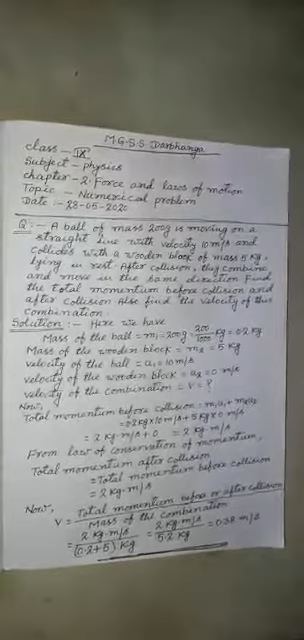 M.G.S.S Darbhanga
class - IX
Subject - physics
chapter - 2. Force and laws of motion
Topic - Numerical problem
Date :- 28-05-2020
Q:- A ball of mass 200g is moving on a
straight line with velocity 10 m/s and
collides with a wooden block of mass 5 kg,
lying in rest. After collision, they combine
and move in the same direction Find
the total momentum before collision and
after collision Also find the velocity of this
combination.
Solution :- Here we have
Mass of the ball = m₁ = 200g = 200/1000 kg = 0.2 kg
Mass of the wooden block = m₂ = 5 kg
velocity of the ball = u₁ = 10 m/s
velocity of the wooden block = u₂ = 0 m/s
velocity of the combination = V = ?
Now,
Total momentum before collision = m₁u₁ + m₂u₂
= 0.2 kg x 10 m/s + 5 kg x 0 m/s
= 2 kg·m/s + 0 = 2 kg·m/s
From law of conservation of momentum,
Total momentum after collision
= Total momentum before collision
= 2 kg·m/s
Now, V = Total momentum before or after collision / Mass of the combination
= 2 kg·m/s / (0.2+5) kg = 2 kg·m/s / 5.2 kg = 0.38 m/s